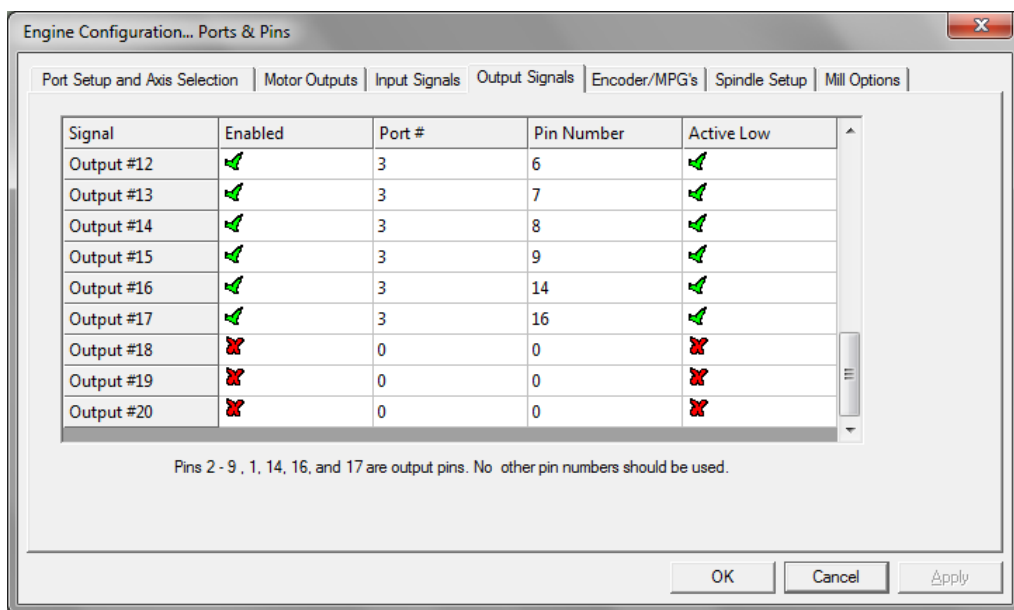 Engine Configuration... Ports & Pins
Port Setup and Axis Selection Motor Outputs Input Signals Output Signals Encoder/MPG's Spindle Setup Mill Options
Signal Enabled Port # Pin Number Active Low
Output #12 3 6
Output #13 3 7
Output #14 3 8
Output #15 3 9
Output #16 3 14
Output #17 3 16
Output #18 0 0
Output #19 0 0
Output #20 0 0
Pins 2 - 9 , 1, 14, 16, and 17 are output pins. No other pin numbers should be used.
OK Cancel Apply